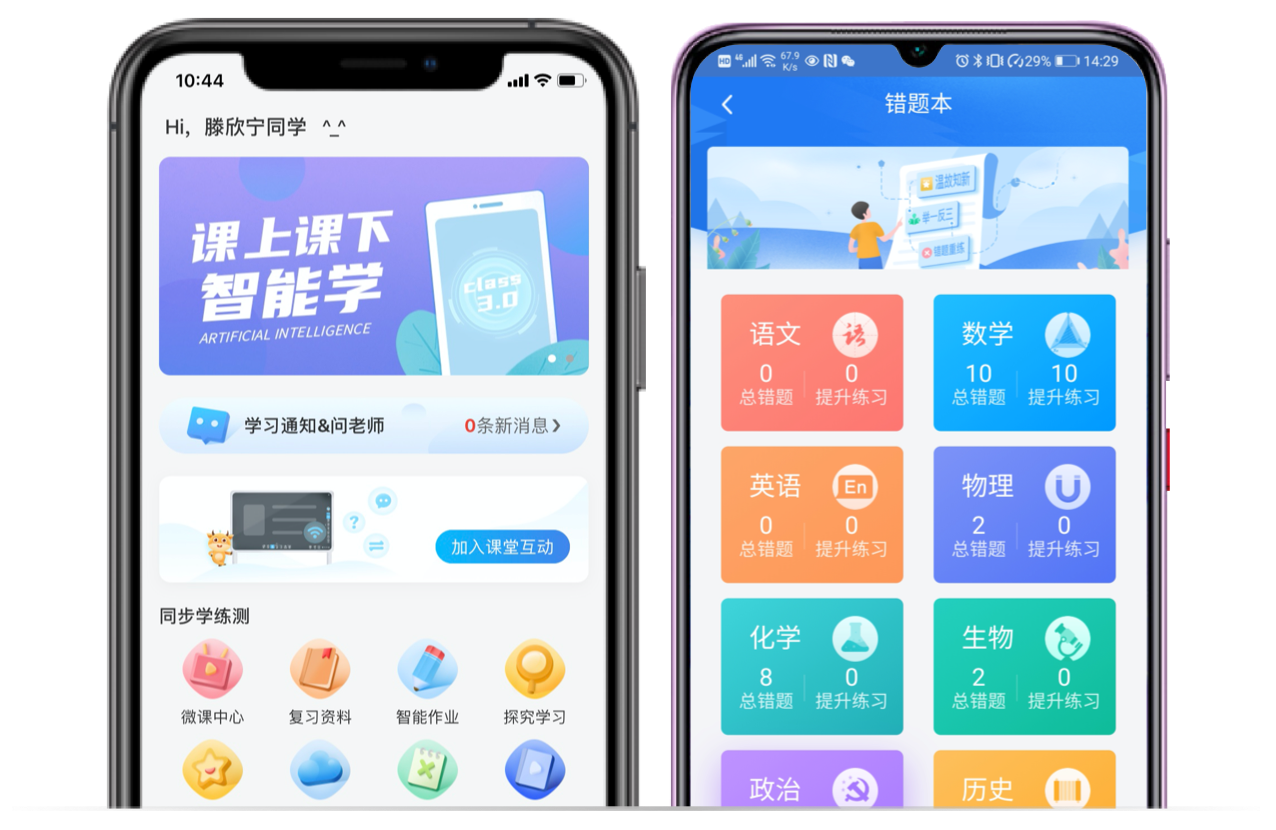 10:44
Hi, 滕欣宁同学 ^_^
课上课下
智能学
ARTIFICIAL INTELLIGENCE
class
3.0
学习通知&问老师
0条新消息
?
加入课堂互动
同步学练测
微课中心
复习资料
智能作业
探究学习
HD 4G 67.9 K/s
29% 14:29
错题本
温故知新
举一反三
错题重练
语文 语
0 0
总错题 提升练习
数学
10 10
总错题 提升练习
英语 En
0 0
总错题 提升练习
物理
2 0
总错题 提升练习
化学
8 0
总错题 提升练习
生物
2 0
总错题 提升练习
政治
历史